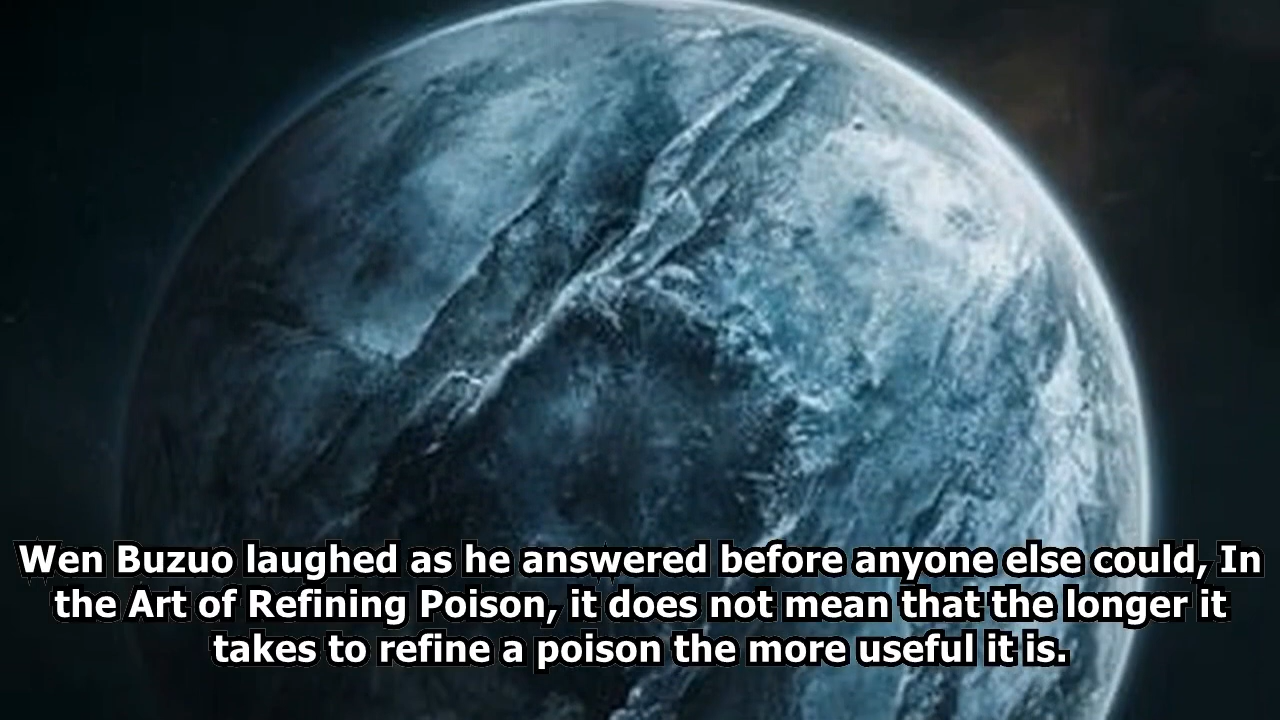 Wen Buzuo laughed as he answered before anyone else could, In
the Art of Refining Poison, it does not mean that the longer it
takes to refine a poison the more useful it is.